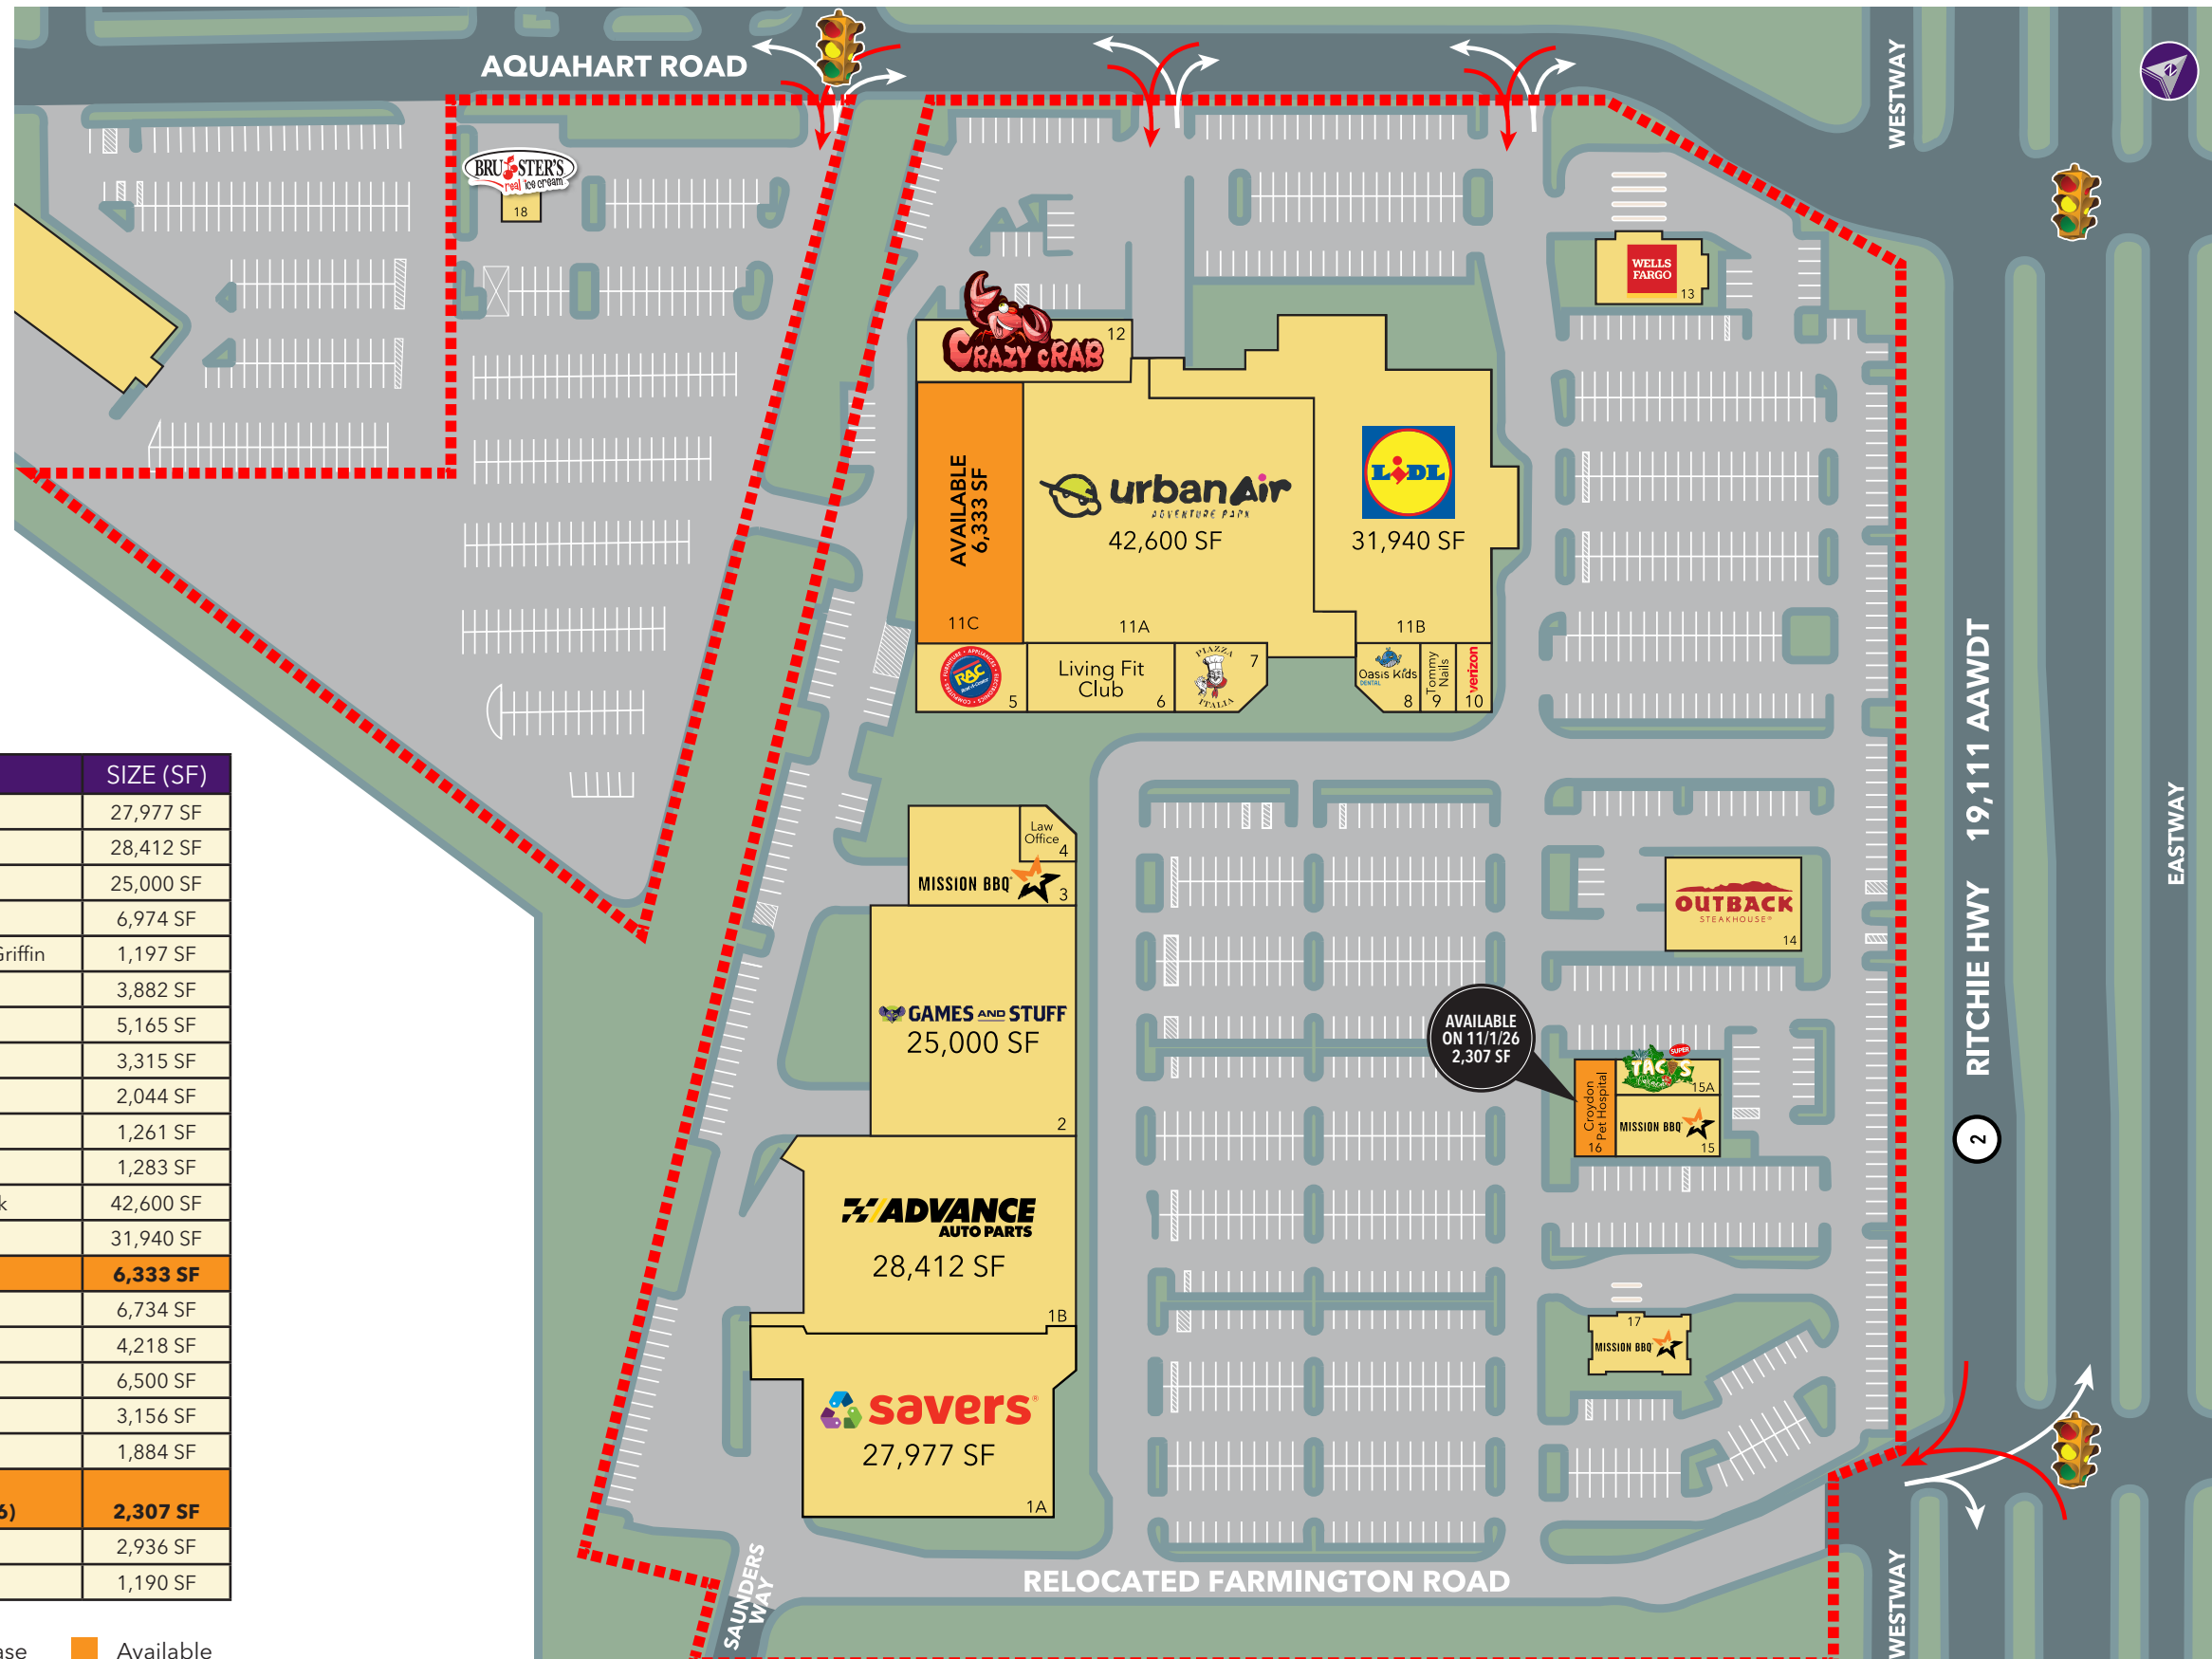 AQUAHART ROAD
WESTWAY
BRUSTER'S
real ice cream
18
WELLS
FARGO
13
CRAZY CRAB
12
AVAILABLE
6,333 SF
11C
urbanAir
ADVENTURE PARK
42,600 SF
11A
LIDL
31,940 SF
11B
RAC
5
Living Fit
Club
6
PIAZZA
ITALIA
7
Oasis Kids
DENTAL
8
Tommy
Nails
9
verizon
10
RITCHIE HWY 19,111 AAWDT
EASTWAY
2
Law
Office
4
MISSION BBQ
3
GAMES AND STUFF
25,000 SF
2
ADVANCE
AUTO PARTS
28,412 SF
1B
savers
27,977 SF
1A
OUTBACK
STEAKHOUSE®
14
AVAILABLE
ON 11/1/26
2,307 SF
Croydon
Pet Hospital
16
SUPER
TACOS
15A
MISSION BBQ
15
17
MISSION BBQ
SAUNDERS
WAY
RELOCATED FARMINGTON ROAD
WESTWAY
SIZE (SF)
27,977 SF
28,412 SF
25,000 SF
6,974 SF
Griffin 1,197 SF
3,882 SF
5,165 SF
3,315 SF
2,044 SF
1,261 SF
1,283 SF
k 42,600 SF
31,940 SF
6,333 SF
6,734 SF
4,218 SF
6,500 SF
3,156 SF
1,884 SF
6) 2,307 SF
2,936 SF
1,190 SF
ase Available